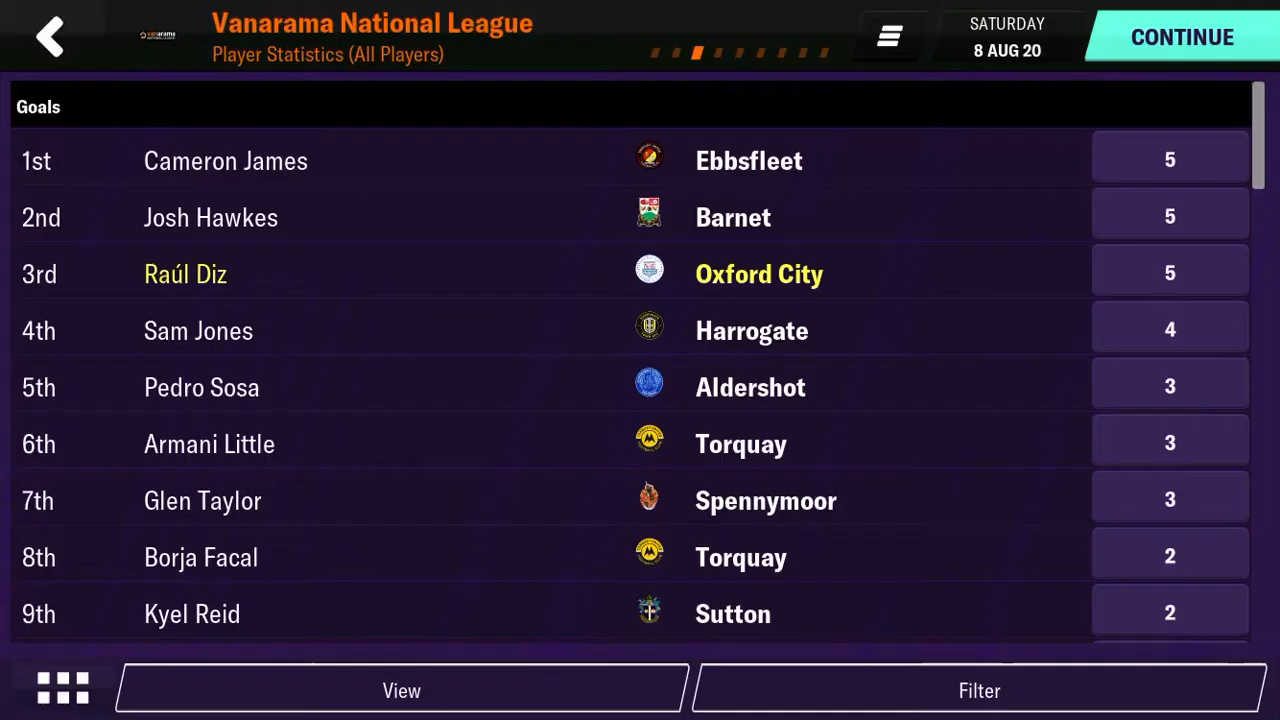 Vanarama National League
Player Statistics (All Players)
vanarama
SATURDAY
8 AUG 20
CONTINUE
Goals
1st Cameron James Ebbsfleet 5
2nd Josh Hawkes Barnet 5
3rd Raúl Diz Oxford City 5
4th Sam Jones Harrogate 4
5th Pedro Sosa Aldershot 3
6th Armani Little Torquay 3
7th Glen Taylor Spennymoor 3
8th Borja Facal Torquay 2
9th Kyel Reid Sutton 2
View
Filter